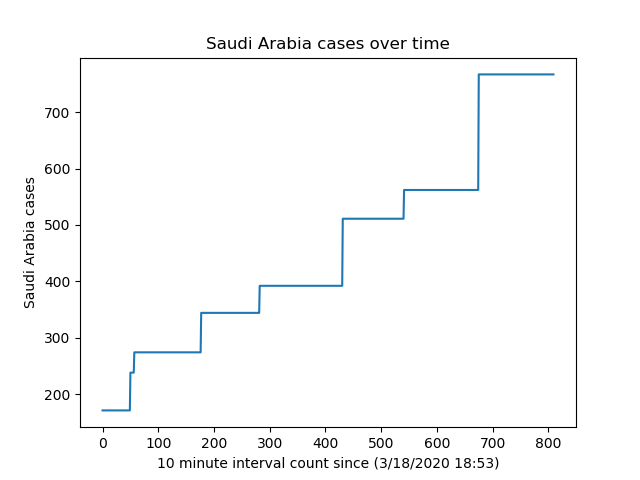 Saudi Arabia cases over time
Saudi Arabia cases
700
600
500
400
300
200
0 100 200 300 400 500 600 700 800
10 minute interval count since (3/18/2020 18:53)